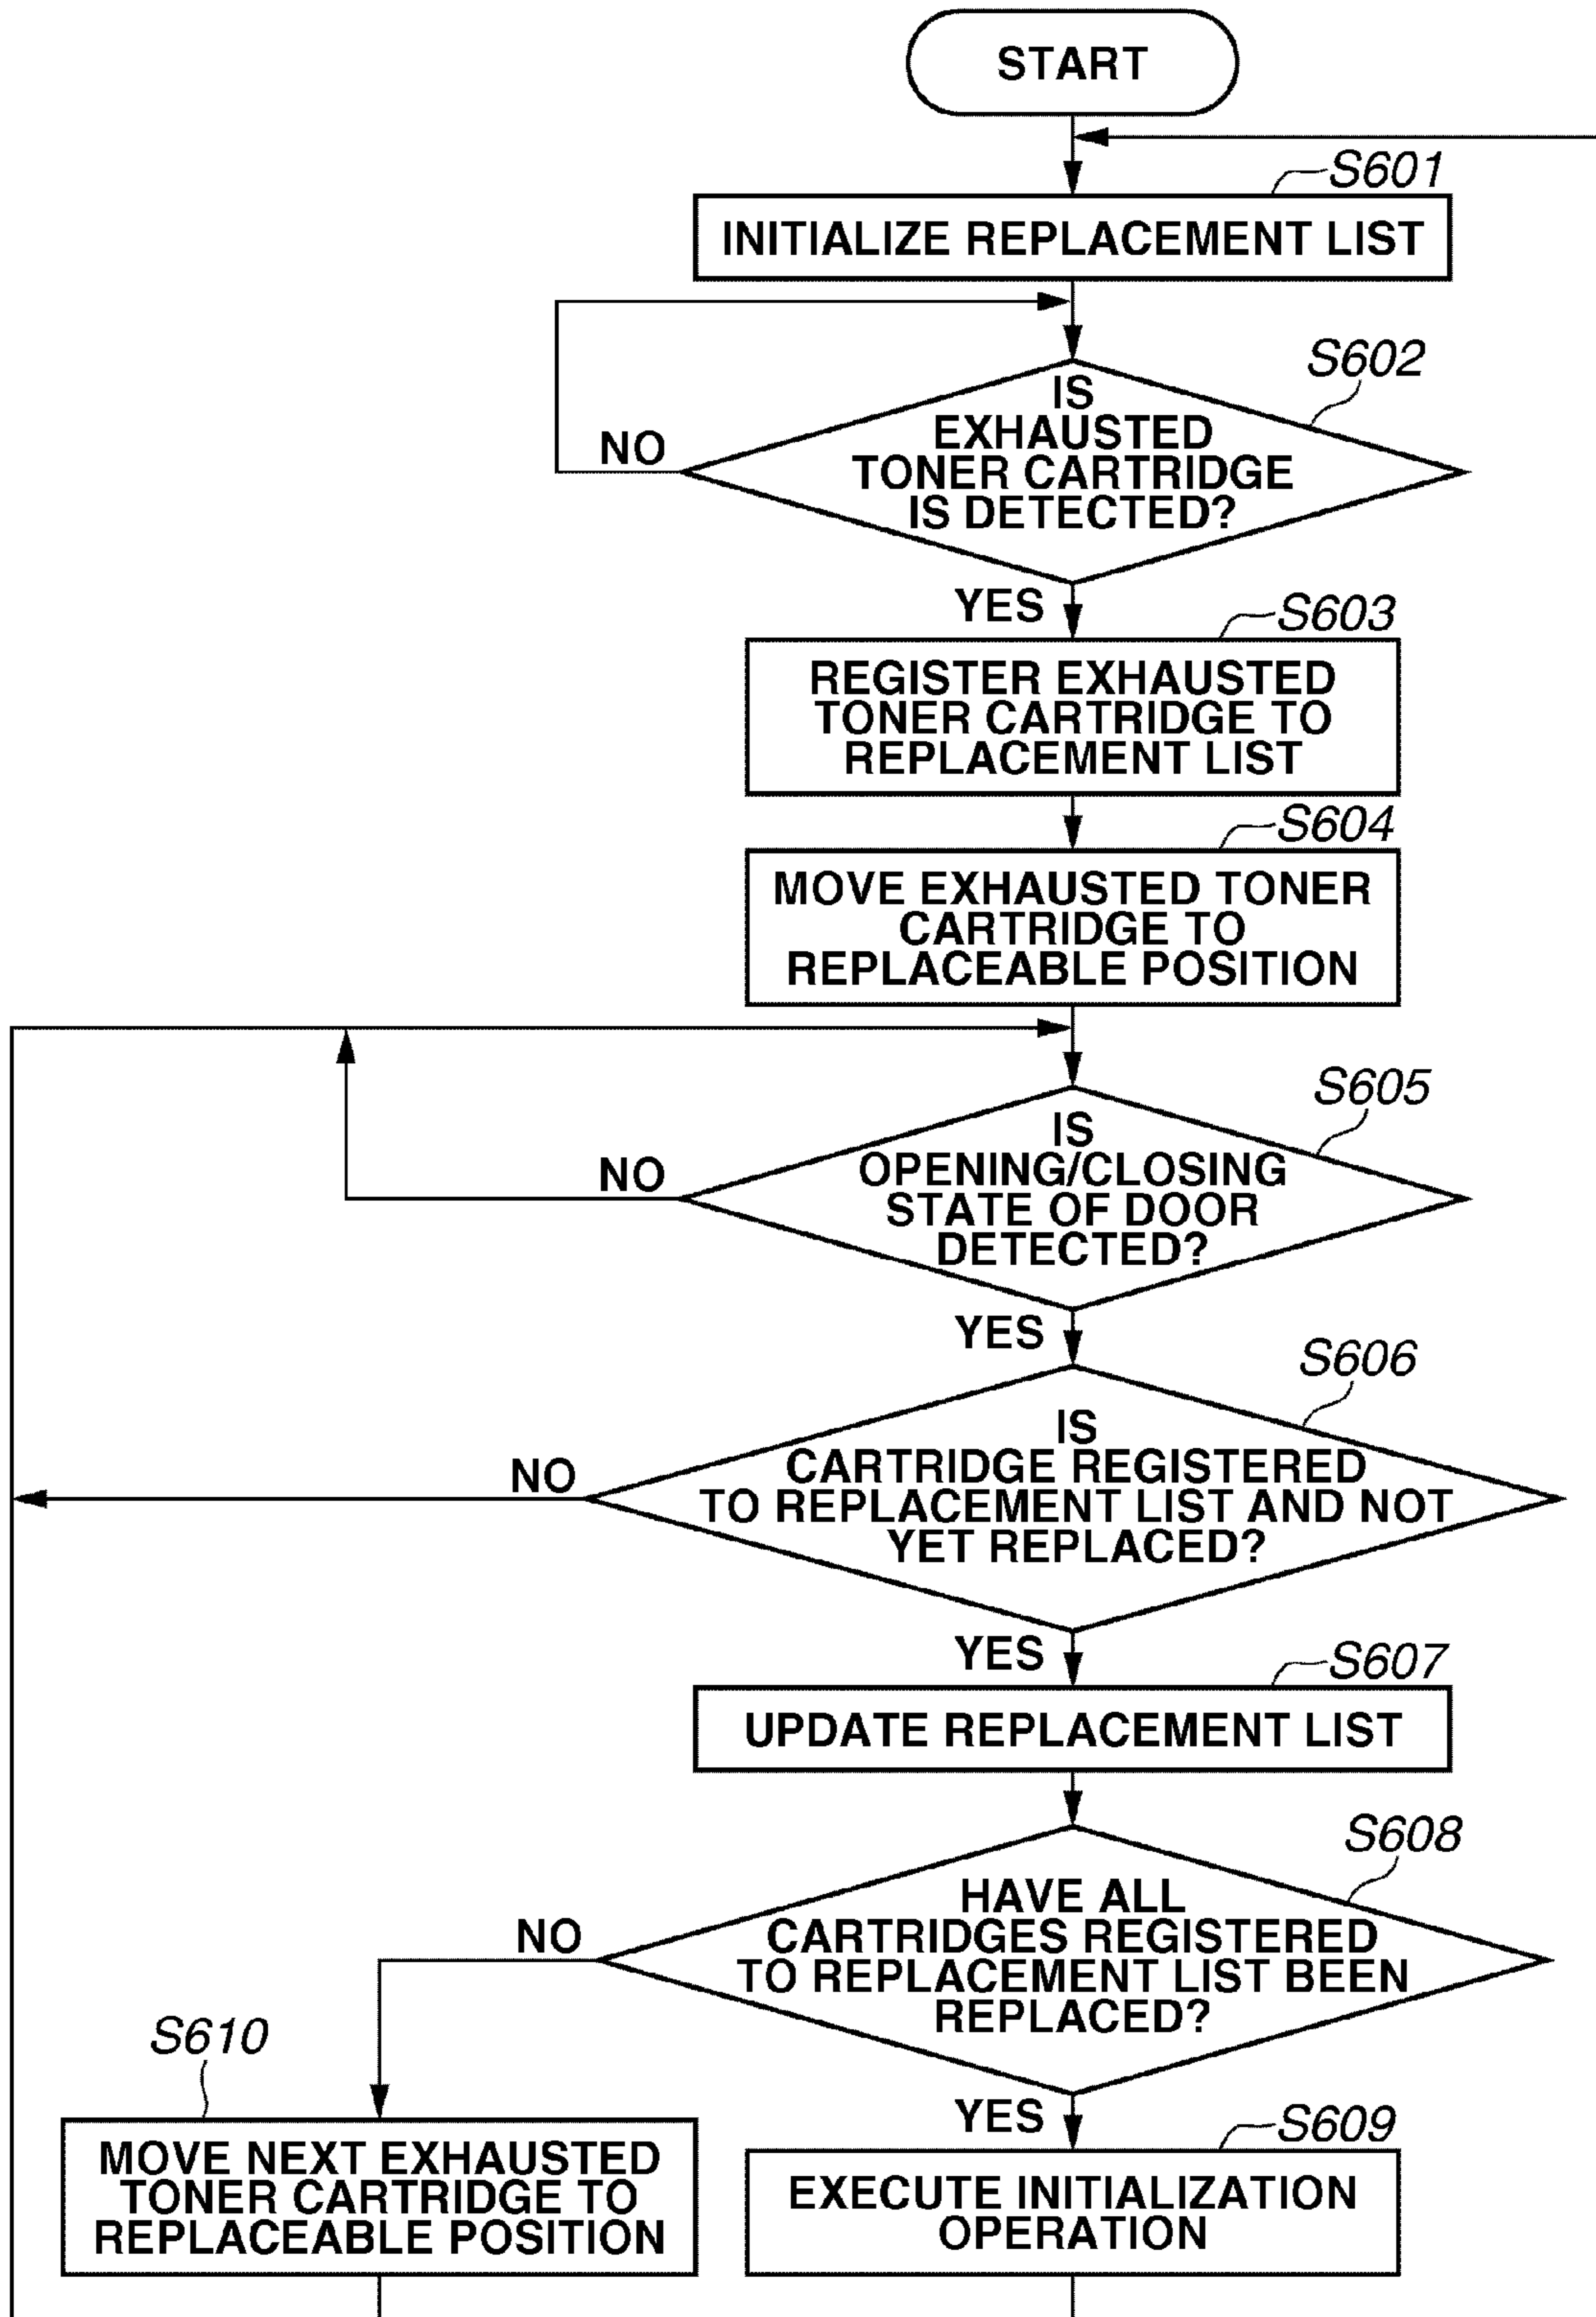 START
S601
INITIALIZE REPLACEMENT LIST
S602
IS
EXHAUSTED
TONER CARTRIDGE
IS DETECTED?
NO
YES
S603
REGISTER EXHAUSTED
TONER CARTRIDGE TO
REPLACEMENT LIST
S604
MOVE EXHAUSTED TONER
CARTRIDGE TO
REPLACEABLE POSITION
S605
IS
OPENING/CLOSING
STATE OF DOOR
DETECTED?
NO
YES
S606
IS
CARTRIDGE REGISTERED
TO REPLACEMENT LIST AND NOT
YET REPLACED?
NO
YES
S607
UPDATE REPLACEMENT LIST
S608
HAVE ALL
CARTRIDGES REGISTERED
TO REPLACEMENT LIST BEEN
REPLACED?
NO
YES
S610
MOVE NEXT EXHAUSTED
TONER CARTRIDGE TO
REPLACEABLE POSITION
S609
EXECUTE INITIALIZATION
OPERATION